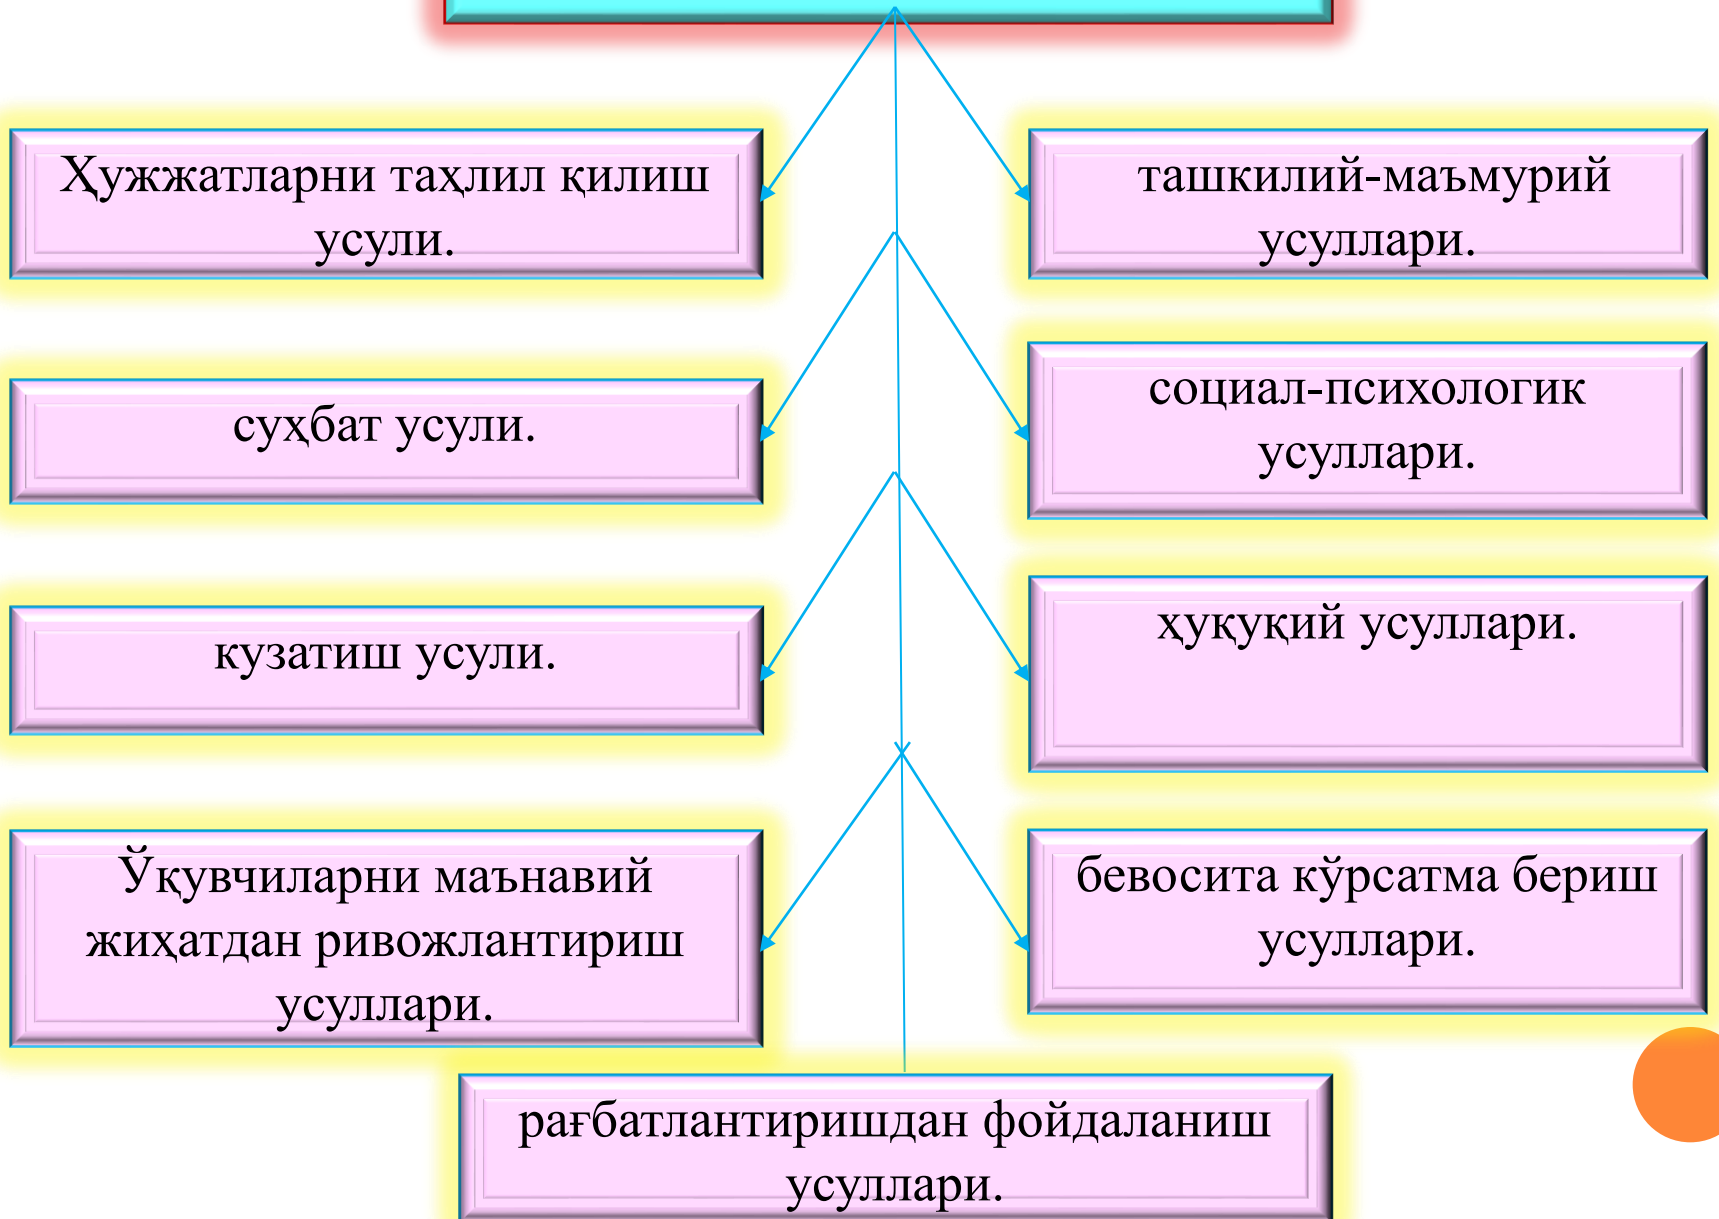 Ҳужжатларни таҳлил қилиш
усули.
ташкилий-маъмурий
усуллари.
суҳбат усули.
социал-психологик
усуллари.
кузатиш усули.
ҳуқуқий усуллари.
Ўқувчиларни маънавий
жиҳатдан ривожлантириш
усуллари.
бевосита кўрсатма бериш
усуллари.
рағбатлантиришдан фойдаланиш
усуллари.